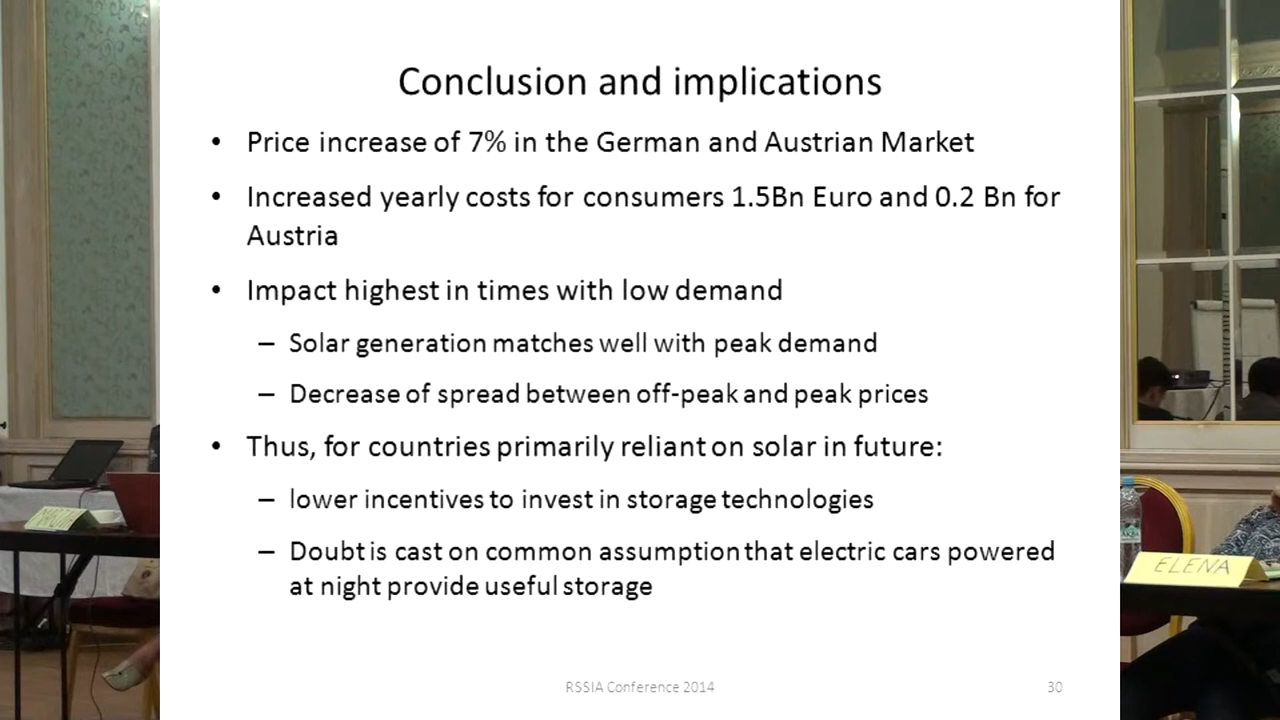 Conclusion and implications
• Price increase of 7% in the German and Austrian Market
• Increased yearly costs for consumers 1.5Bn Euro and 0.2 Bn for
Austria
• Impact highest in times with low demand
– Solar generation matches well with peak demand
– Decrease of spread between off-peak and peak prices
• Thus, for countries primarily reliant on solar in future:
– lower incentives to invest in storage technologies
– Doubt is cast on common assumption that electric cars powered
at night provide useful storage
RSSIA Conference 2014
30
ELENA